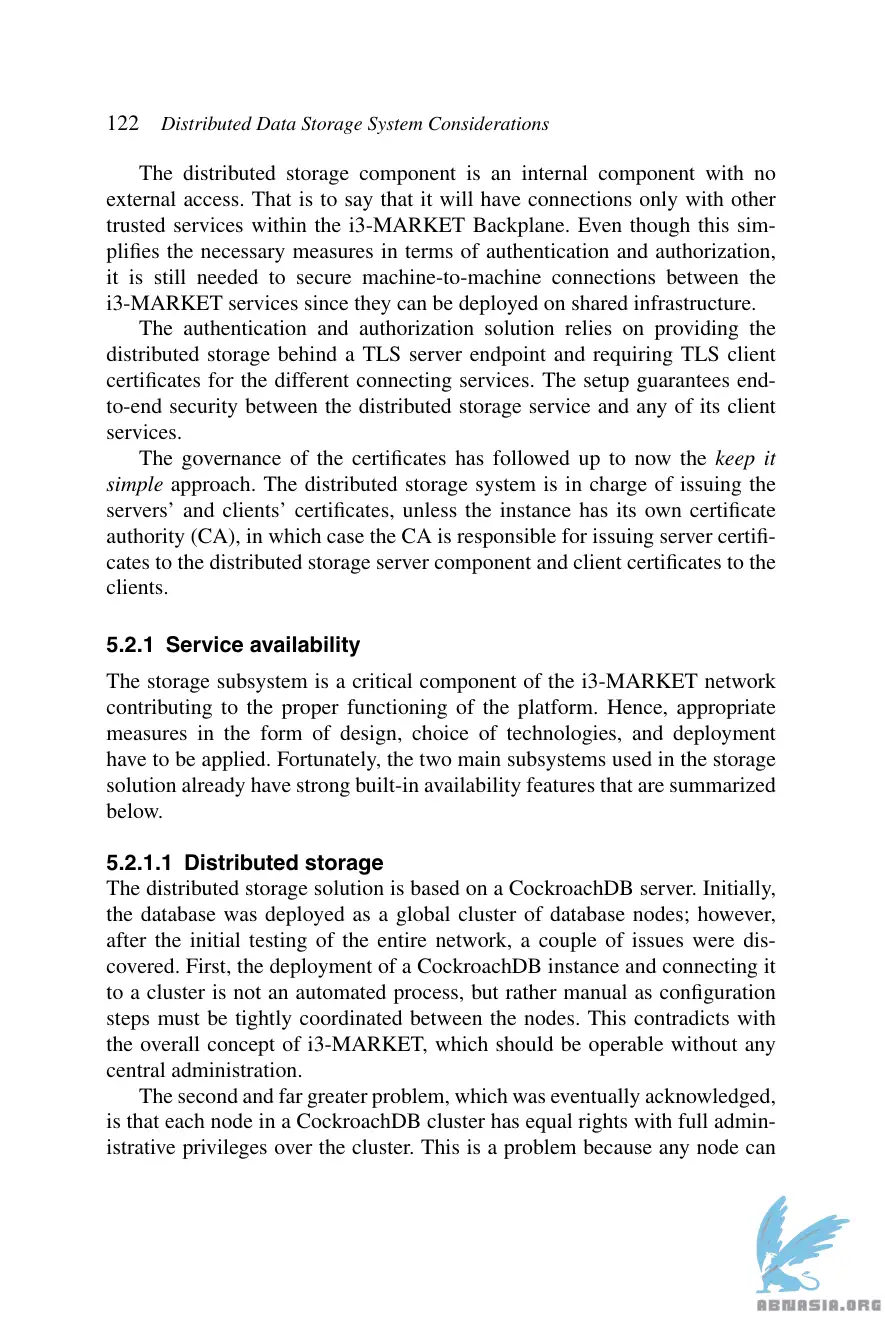 122 Distributed Data Storage System Considerations
The distributed storage component is an internal component with no
external access. That is to say that it will have connections only with other
trusted services within the i3-MARKET Backplane. Even though this sim-
plifies the necessary measures in terms of authentication and authorization,
it is still needed to secure machine-to-machine connections between the
i3-MARKET services since they can be deployed on shared infrastructure.
The authentication and authorization solution relies on providing the
distributed storage behind a TLS server endpoint and requiring TLS client
certificates for the different connecting services. The setup guarantees end-
to-end security between the distributed storage service and any of its client
services.
The governance of the certificates has followed up to now the keep it
simple approach. The distributed storage system is in charge of issuing the
servers’ and clients’ certificates, unless the instance has its own certificate
authority (CA), in which case the CA is responsible for issuing server certifi-
cates to the distributed storage server component and client certificates to the
clients.
5.2.1 Service availability
The storage subsystem is a critical component of the i3-MARKET network
contributing to the proper functioning of the platform. Hence, appropriate
measures in the form of design, choice of technologies, and deployment
have to be applied. Fortunately, the two main subsystems used in the storage
solution already have strong built-in availability features that are summarized
below.
5.2.1.1 Distributed storage
The distributed storage solution is based on a CockroachDB server. Initially,
the database was deployed as a global cluster of database nodes; however,
after the initial testing of the entire network, a couple of issues were dis-
covered. First, the deployment of a CockroachDB instance and connecting it
to a cluster is not an automated process, but rather manual as configuration
steps must be tightly coordinated between the nodes. This contradicts with
the overall concept of i3-MARKET, which should be operable without any
central administration.
The second and far greater problem, which was eventually acknowledged,
is that each node in a CockroachDB cluster has equal rights with full admin-
istrative privileges over the cluster. This is a problem because any node can
ABNASIA.ORG